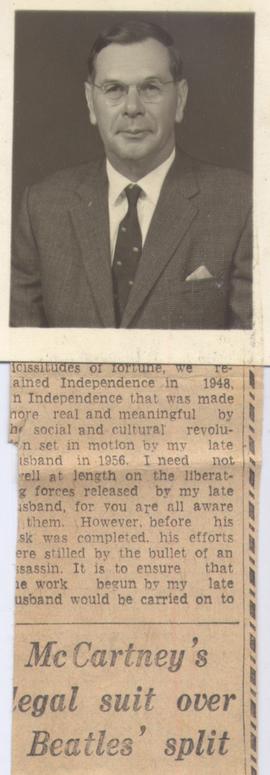 icissitudes of fortune, we re-
ained Independence in 1948,
n Independence that was made
nore real and meaningful by
he social and cultural revolu-
on set in motion by my late
usband in 1956. I need not
well at length on the liberat-
g forces released by my late
usband, for you are all aware
them. However, before his
sk was completed, his efforts
ere stilled by the bullet of an
ssassin. It is to ensure that
he work begun by my late
usband would be carried on to
McCartney's
legal suit over
Beatles' split